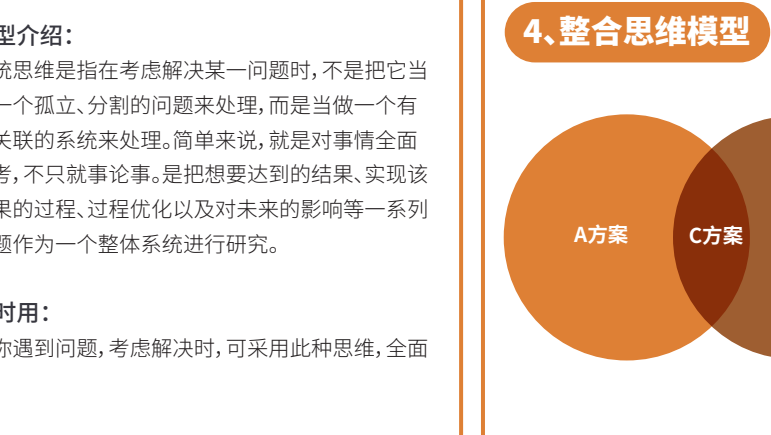 型介绍：
统思维是指在考虑解决某一问题时，不是把它当
一个孤立、分割的问题来处理，而是当做一个有
关联的系统来处理。简单来说，就是对事情全面
考，不只就事论事。是把想要达到的结果、实现该
果的过程、过程优化以及对未来的影响等一系列
题作为一个整体系统进行研究。
时用：
你遇到问题，考虑解决时，可采用此种思维，全面
4、整合思维模型
A方案
C方案